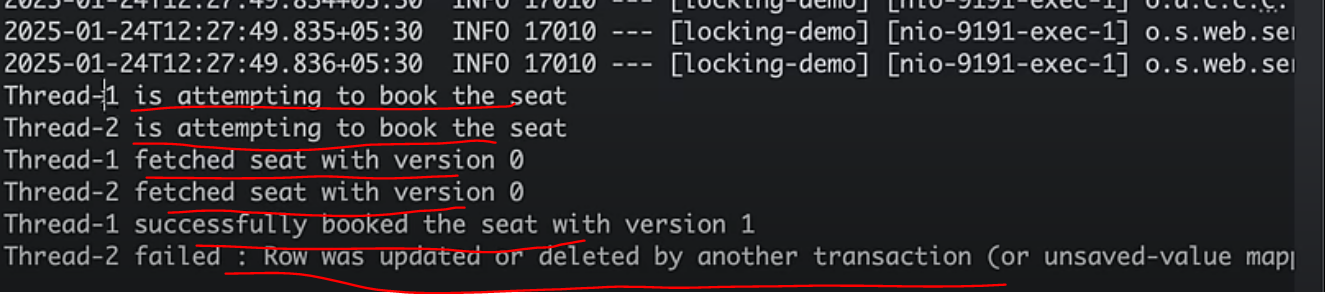 2025-01-24T12:27:49.834+05:30  INFO 17010 --- [locking-demo] [nio-9191-exec-1] o.a.c.c.C.
2025-01-24T12:27:49.835+05:30  INFO 17010 --- [locking-demo] [nio-9191-exec-1] o.s.web.ser
2025-01-24T12:27:49.836+05:30  INFO 17010 --- [locking-demo] [nio-9191-exec-1] o.s.web.ser
Thread-1 is attempting to book the seat
Thread-2 is attempting to book the seat
Thread-1 fetched seat with version 0
Thread-2 fetched seat with version 0
Thread-1 successfully booked the seat with version 1
Thread-2 failed : Row was updated or deleted by another transaction (or unsaved-value mapp